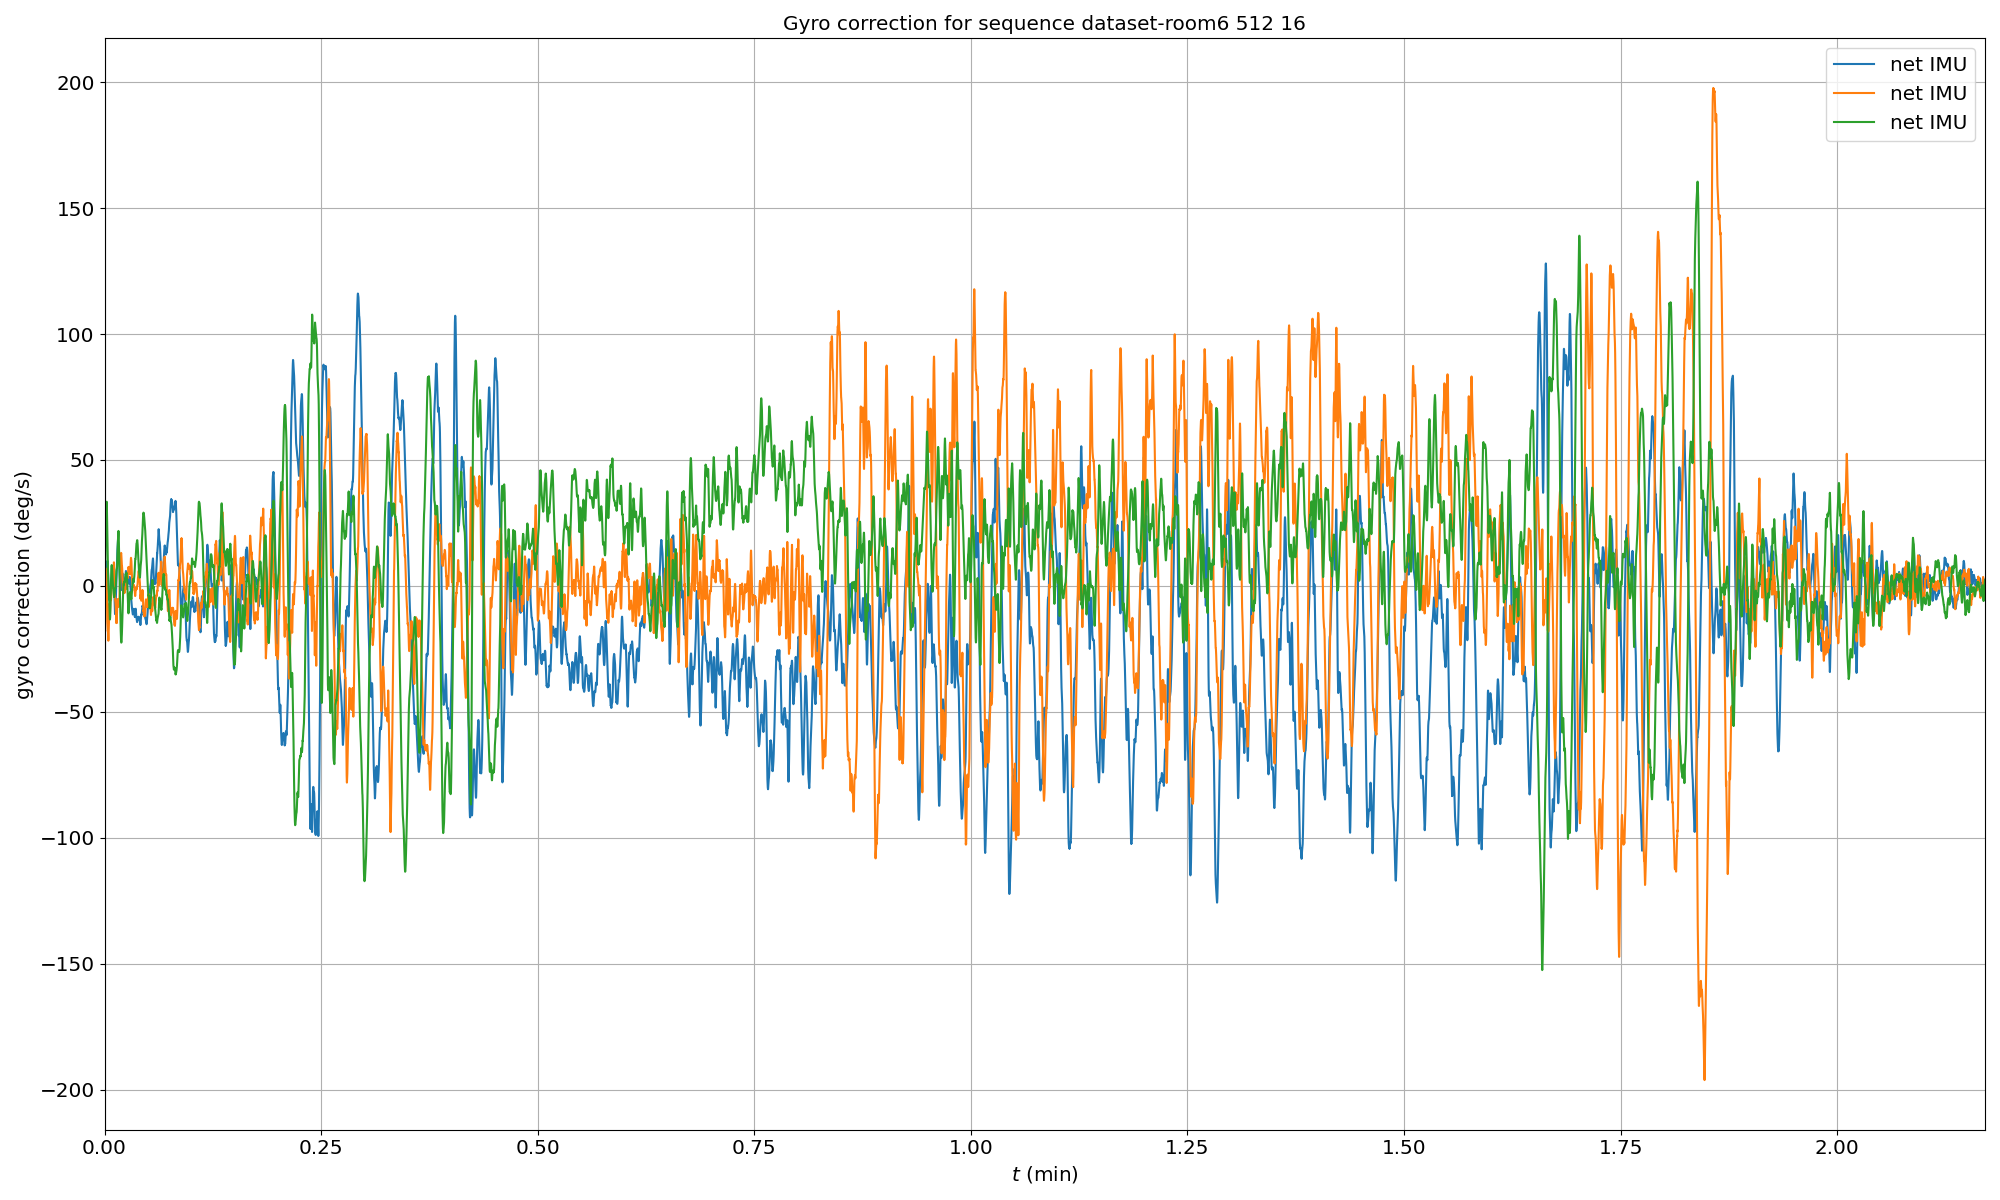 Gyro correction for sequence dataset-room6 512 16
net IMU
net IMU
net IMU
gyro correction (deg/s)
200
150
100
50
0
−50
−100
−150
−200
0.00 0.25 0.50 0.75 1.00 1.25 1.50 1.75 2.00
t (min)